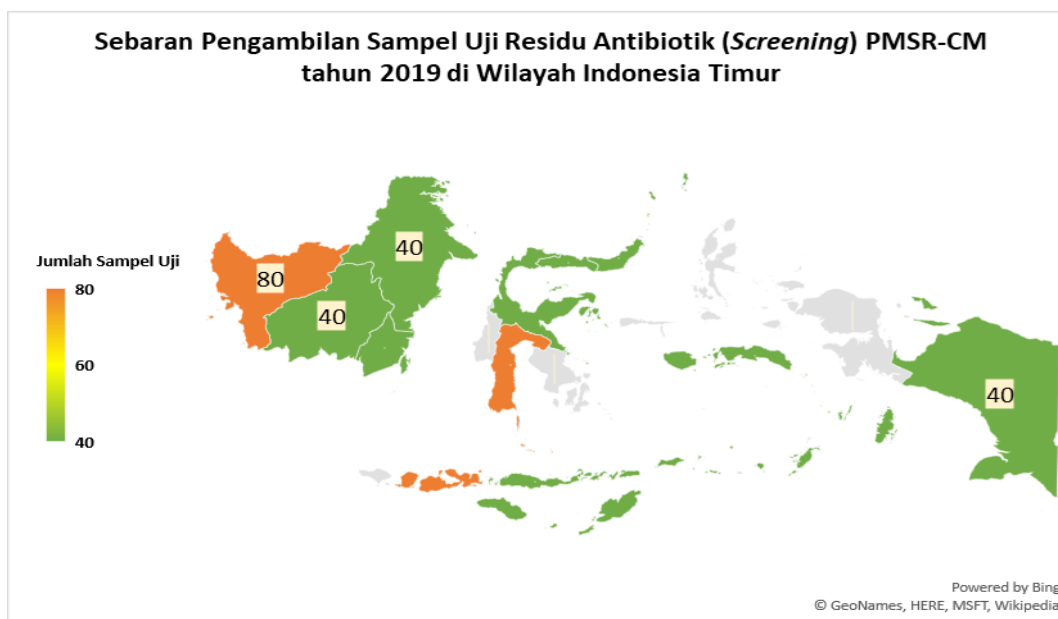 Sebaran Pengambilan Sampel Uji Residu Antibiotik (Screening) PMSR-CM
tahun 2019 di Wilayah Indonesia Timur
Jumlah Sampel Uji
80
60
40
40
80
40
40
Powered by Bing
© GeoNames, HERE, MSFT, Wikipedia